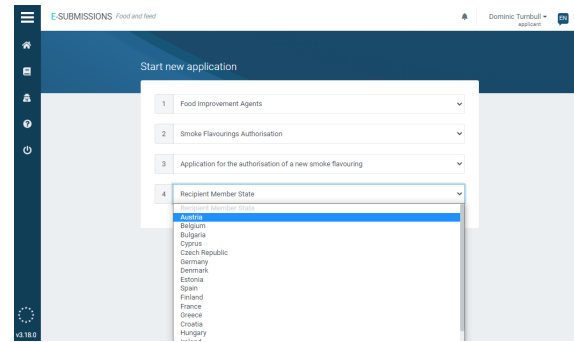 E-SUBMISSIONS Food and feed
Dominic Turnbull
applicant
EN
Start new application
1 Food Improvement Agents
2 Smoke Flavourings Authorisation
3 Application for the authorisation of a new smoke flavouring
4 Recipient Member State
Recipient Member State
Austria
Belgium
Bulgaria
Cyprus
Czech Republic
Germany
Denmark
Estonia
Spain
Finland
France
Greece
Croatia
Hungary
Ireland
v3.18.0